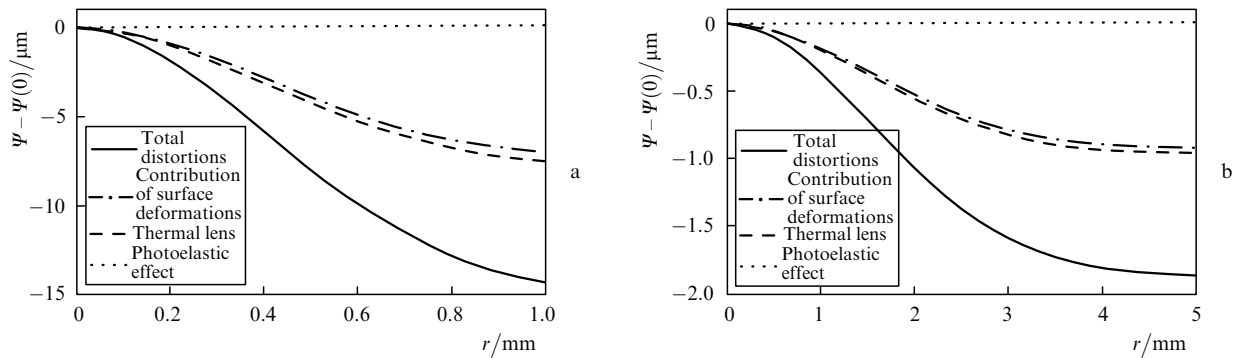 Ψ – Ψ(0)/μm
0
−5
−10
−15
0
0.2
0.4
0.6
0.8
1.0
r/mm
Total
distortions
Contribution
of surface
deformations
Thermal lens
Photoelastic
effect
a
Ψ – Ψ(0)/μm
0
−0.5
−1.0
−1.5
−2.0
0
1
2
3
4
5
r/mm
Total
distortions
Contribution
of surface
deformations
Thermal lens
Photoelastic
effect
b